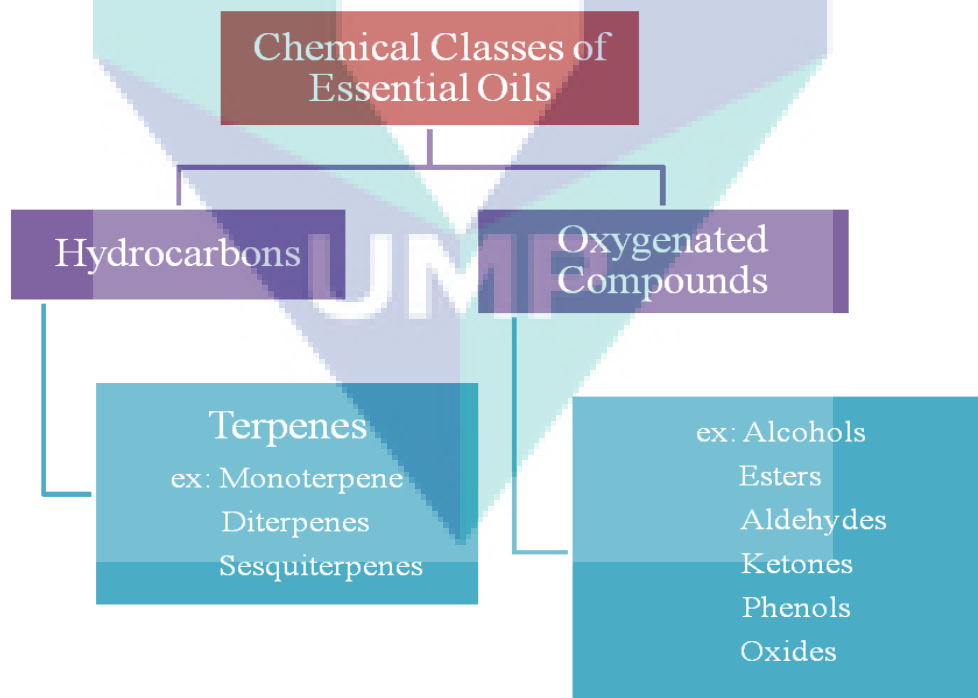 Chemical Classes of
Essential Oils
Hydrocarbons
Oxygenated
Compounds
UMP
Terpenes
ex: Monoterpene
Diterpenes
Sesquiterpenes
ex: Alcohols
Esters
Aldehydes
Ketones
Phenols
Oxides